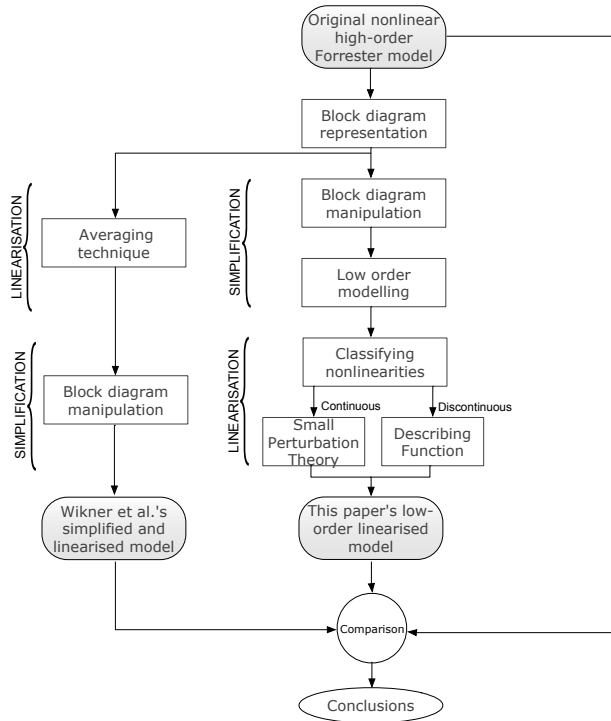 Original nonlinear
high-order
Forrester model
Block diagram
representation
LINEARISATION
Averaging
technique
SIMPLIFICATION
Block diagram
manipulation
Low order
modelling
SIMPLIFICATION
Block diagram
manipulation
LINEARISATION
Classifying
nonlinearities
Continuous
Discontinuous
Small
Perturbation
Theory
Describing
Function
Wikner et al.'s
simplified and
linearised model
This paper's low-
order linearised
model
Comparison
Conclusions